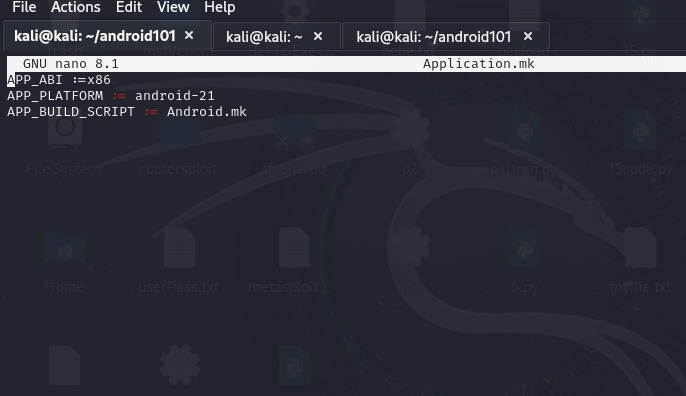 File Actions Edit View Help
kali@kali: ~/android101 × kali@kali: ~ × kali@kali: ~/android101 ×
GNU nano 8.1 Application.mk
APP_ABI :=x86
APP_PLATFORM := android-21
APP_BUILD_SCRIPT := Android.mk
File System routersploit sf_shared p2 15code.py
Home userPass.txt metasploit... 6.py myfile.txt